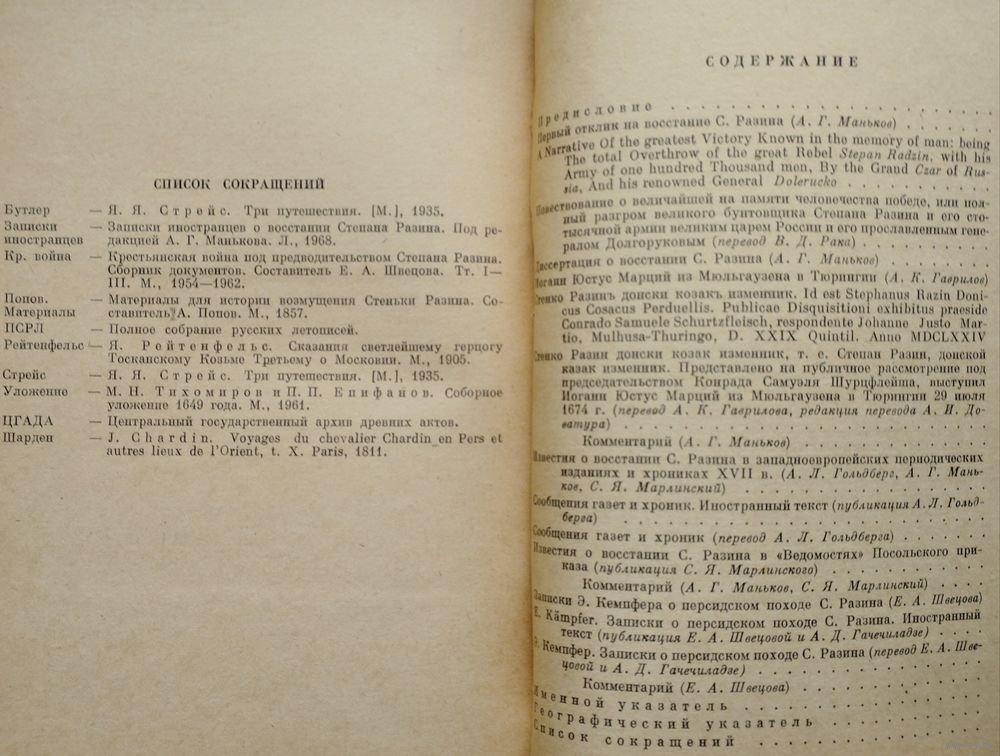 СПИСОК СОКРАЩЕНИЙ
Бутлер — Я. Я. Стрейс. Три путешествия. [М.], 1935.
Записки — Записки иностранцев о восстании Степана Разина. Под ре-
иностранцев дакцией А. Г. Манькова. Л., 1968.
Кр. война — Крестьянская война под предводительством Степана Разина.
Сборник документов. Составитель Е. А. Швецова. Тт. I—
III. М., 1954—1962.
Попов. — Материалы для истории возмущения Стеньки Разина. Со-
Материалы ставитель А. Попов. М., 1857.
ПСРЛ — Полное собрание русских летописей.
Рейтенфельс — Я. Рейтенфельс. Сказания светлейшему герцогу
Тосканскому Козьме Третьему о Московии. М., 1905.
Стрейс — Я. Я. Стрейс. Три путешествия. [М.], 1935.
Уложение — М. Н. Тихомиров и П. П. Епифанов. Соборное
уложение 1649 года. М., 1961.
ЦГАДА — Центральный государственный архив древних актов.
Шарден — J. Chardin. Voyages du chevalier Chardin en Pers et
autres lieux de l'Orient, t. X. Paris, 1811.
СОДЕРЖАНИЕ
Предисловие
Первый отклик на восстание С. Разина (А. Г. Маньков)
A Narrative Of the greatest Victory Known in the memory of man: being
The total Overthrow of the great Rebel Stepan Radzin, with his
Army of one hundred Thousand men, By the Grand Czar of Rus-
sia, And his renowned General Dolerucko
Повествование о величайшей на памяти человечества победе, или пол-
ный разгром великого бунтовщика Степана Разина и его сто-
тысячной армии великим царем России и его прославленным гене-
ралом Долгоруковым (перевод В. Д. Рака)
Диссертация о восстании С. Разина (А. Г. Маньков)
Иоганн Юстус Марций из Мюльгаузена в Тюрингии (А. К. Гаврилов)
Стенко Разинъ донски козакъ изменник. Id est Stephanus Razin Doni-
cus Cosacus Perduellis. Publicae Disquisitioni exhibitus praeside
Conrado Samuele Schurtzfleisch, respondente Johanne Justo Mar-
tio, Mulhusa-Thuringo, D. XXIX Quintil. Anno MDCLXXIV
Стенко Разин донски козак изменник, т. е. Степан Разин, донской
казак изменник. Представлено на публичное рассмотрение под
председательством Конрада Самуэля Шурцфлейша, выступил
Иоганн Юстус Марций из Мюльгаузена в Тюрингии 29 июля
1674 г. (перевод А. К. Гаврилова, редакция перевода А. И. До-
ватура)
Комментарий (А. Г. Маньков)
Известия о восстании С. Разина в западноевропейских периодических
изданиях и хрониках XVII в. (А. Л. Гольдберг, А. Г. Мань-
ков, С. Я. Марлинский)
Сообщения газет и хроник. Иностранный текст (публикация А. Л. Гольд-
берга)
Сообщения газет и хроник (перевод А. Л. Гольдберга)
Известия о восстании С. Разина в «Ведомостях» Посольского при-
каза (публикация С. Я. Марлинского)
Комментарий (А. Г. Маньков, С. Я. Марлинский)
Записки Э. Кемпфера о персидском походе С. Разина (Е. А. Швецова)
E. Kämpfer. Записки о персидском походе С. Разина. Иностранный
текст (публикация Е. А. Швецовой и А. Д. Гачечиладзе)
Э. Кемпфер. Записки о персидском походе С. Разина (перевод Е. А. Шве-
цовой и А. Д. Гачечиладзе)
Комментарий (Е. А. Швецова)
Именной указатель
Географический указатель
Список сокращений